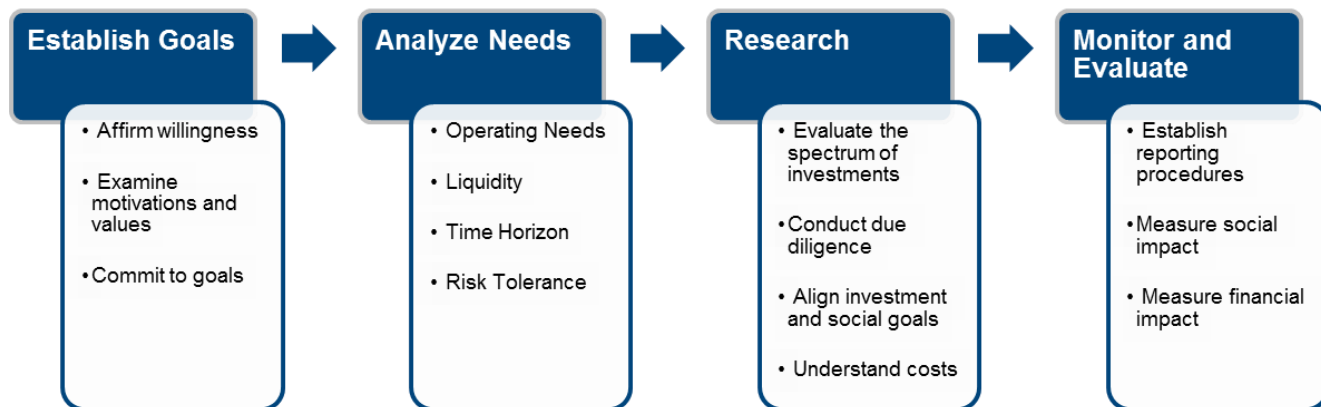 Establish Goals
• Affirm willingness
• Examine
motivations and
values
• Commit to goals
Analyze Needs
• Operating Needs
• Liquidity
• Time Horizon
• Risk Tolerance
Research
• Evaluate the
spectrum of
investments
• Conduct due
diligence
• Align investment
and social goals
• Understand costs
Monitor and
Evaluate
• Establish
reporting
procedures
• Measure social
impact
• Measure financial
impact